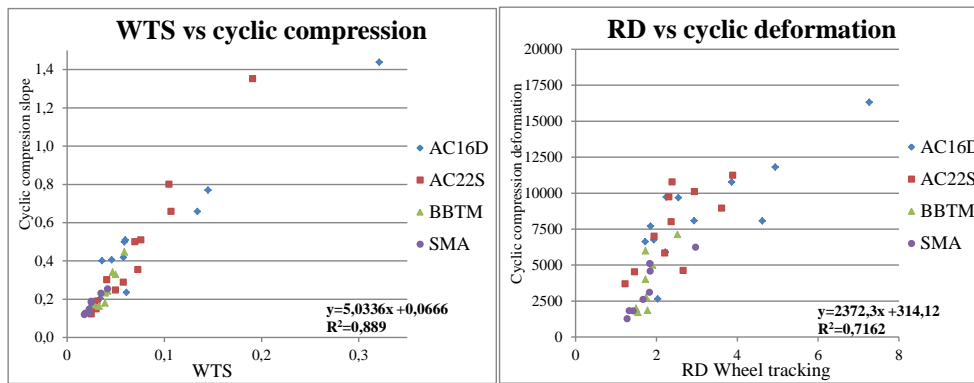 WTS vs cyclic compression
Cyclic compresion slope
1,4
1,2
1,0
0,8
0,6
0,4
0,2
0,0
0
0,1
0,2
0,3
WTS
AC16D
AC22S
BBTM
SMA
y=5,0336x +0,0666
R²=0,889
RD vs cyclic deformation
Cyclic compression deformation
20000
17500
15000
12500
10000
7500
5000
2500
0
0
2
4
6
8
RD Wheel tracking
AC16D
AC22S
BBTM
SMA
y=2372,3x +314,12
R²=0,7162